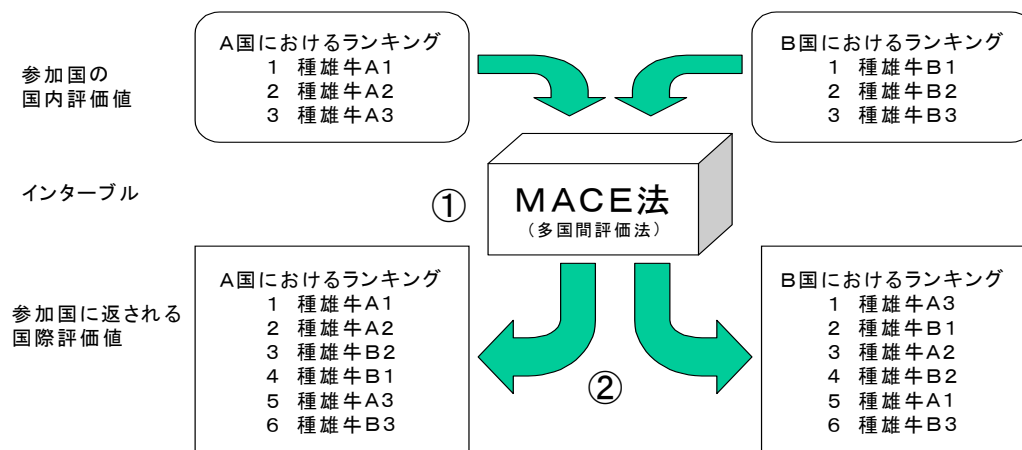 A国におけるランキング
1 種雄牛A1
2 種雄牛A2
3 種雄牛A3
B国におけるランキング
1 種雄牛B1
2 種雄牛B2
3 種雄牛B3
参加国の
国内評価値
インターブル
①
MACE法
(多国間評価法)
参加国に返される
国際評価値
A国におけるランキング
1 種雄牛A1
2 種雄牛A2
3 種雄牛B2
4 種雄牛B1
5 種雄牛A3
6 種雄牛B3
②
B国におけるランキング
1 種雄牛A3
2 種雄牛B1
3 種雄牛A2
4 種雄牛B2
5 種雄牛A1
6 種雄牛B3